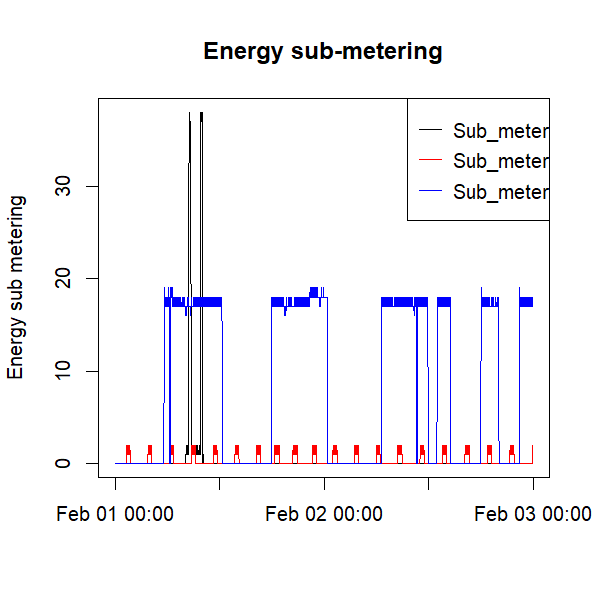 Energy sub-metering
Sub_meter
Sub_meter
Sub_meter
Energy sub metering
30
20
10
0
Feb 01 00:00
Feb 02 00:00
Feb 03 00:00